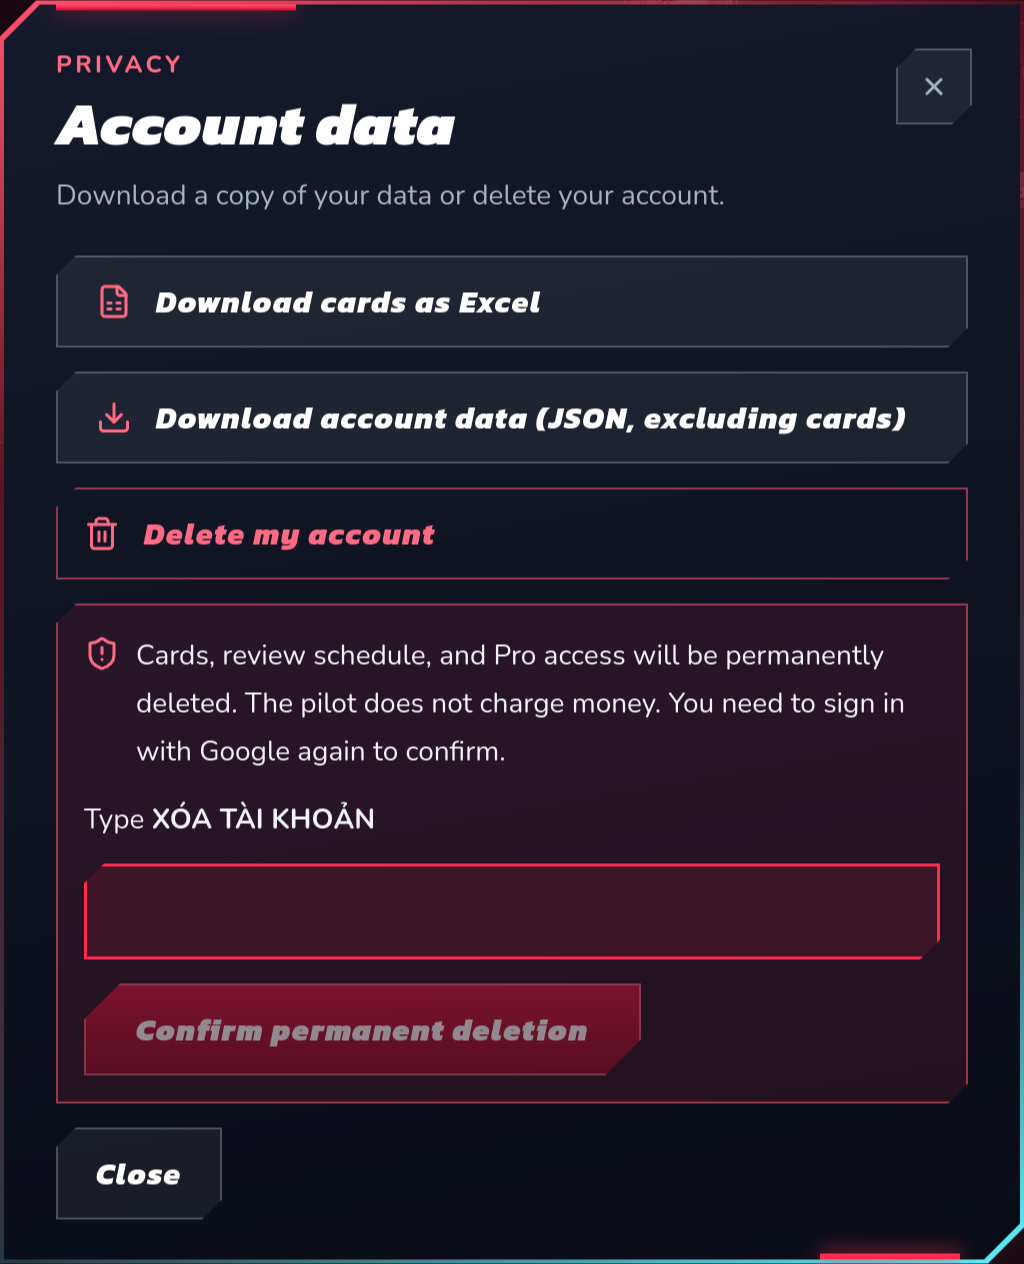 PRIVACY
Account data
Download a copy of your data or delete your account.
Download cards as Excel
Download account data (JSON, excluding cards)
Delete my account
Cards, review schedule, and Pro access will be permanently
deleted. The pilot does not charge money. You need to sign in
with Google again to confirm.
Type XÓA TÀI KHOẢN
Confirm permanent deletion
Close